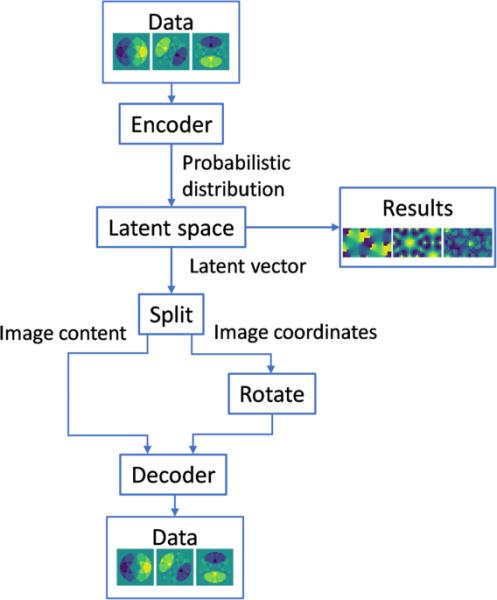 Data
Encoder
Probabilistic
distribution
Latent space
Results
Latent vector
Split
Image content
Image coordinates
Rotate
Decoder
Data